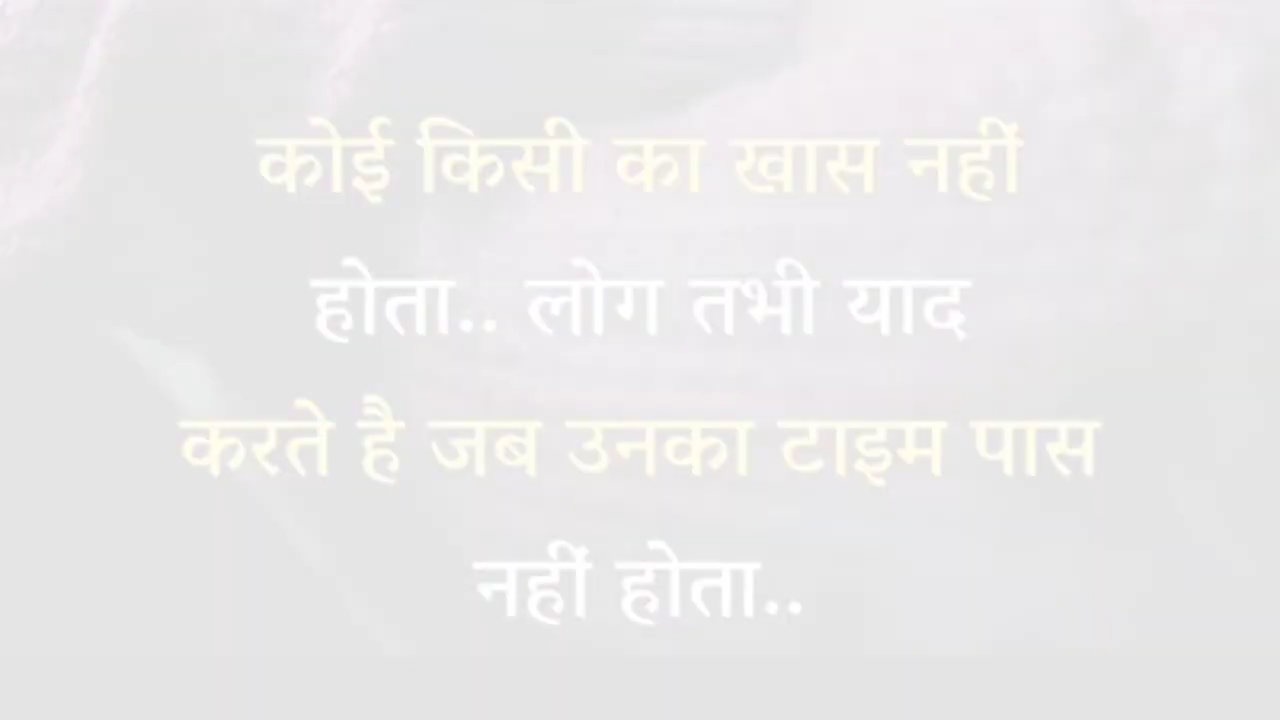 कोई किसी का खास नहीं
होता.. लोग तभी याद
करते है जब उनका टाइम पास
नहीं होता..